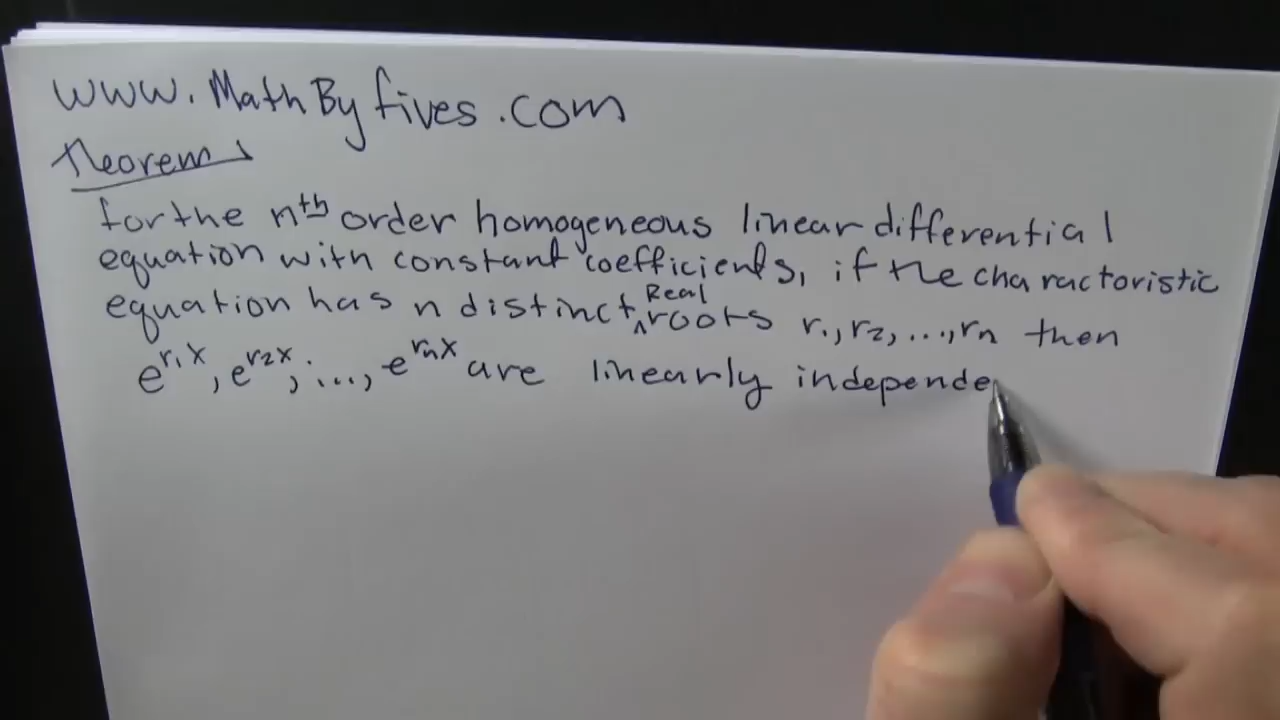 www.MathByfives.com
Theorem
for the nth order homogeneous linear differential
equation with constant coefficients, if the charactoristic
equation has n distinct ^Real roots r1, r2, ..., rn then
e^r1x, e^r2x, ..., e^rnx are linearly independe